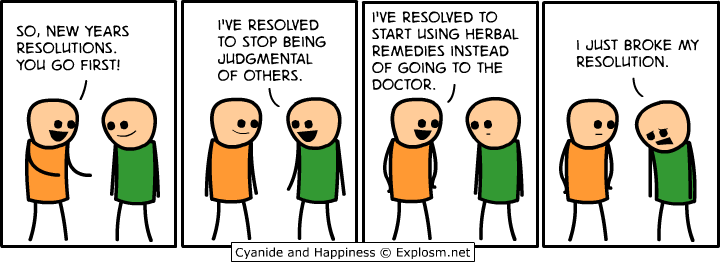 SO, NEW YEARS
RESOLUTIONS.
YOU GO FIRST!
I'VE RESOLVED
TO STOP BEING
JUDGMENTAL
OF OTHERS.
I'VE RESOLVED TO
START USING HERBAL
REMEDIES INSTEAD
OF GOING TO THE
DOCTOR.
I JUST BROKE MY
RESOLUTION.
Cyanide and Happiness © Explosm.net